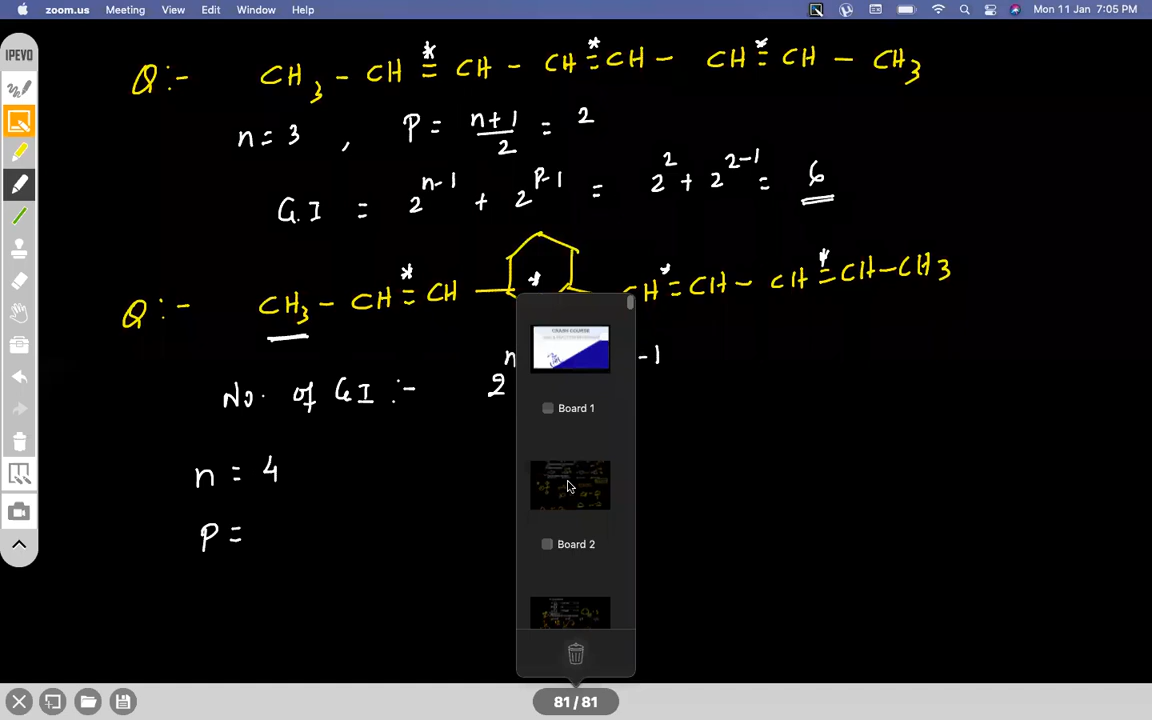 zoom.us Meeting View Edit Window Help Mon 11 Jan 7:05 PM
IPEVO
Q :- CH3 - CH *= CH - CH *= CH - CH *= CH - CH3
n = 3 , P = n+1/2 = 2
G.I = 2^n-1 + 2^P-1 = 2^2 + 2^2-1 = 6
Q :- CH3 - CH *= CH - * CH *= CH - CH *= CH - CH3
No. of GI :- 2^n -1
n = 4
P =
Board 1
Board 2
81 / 81